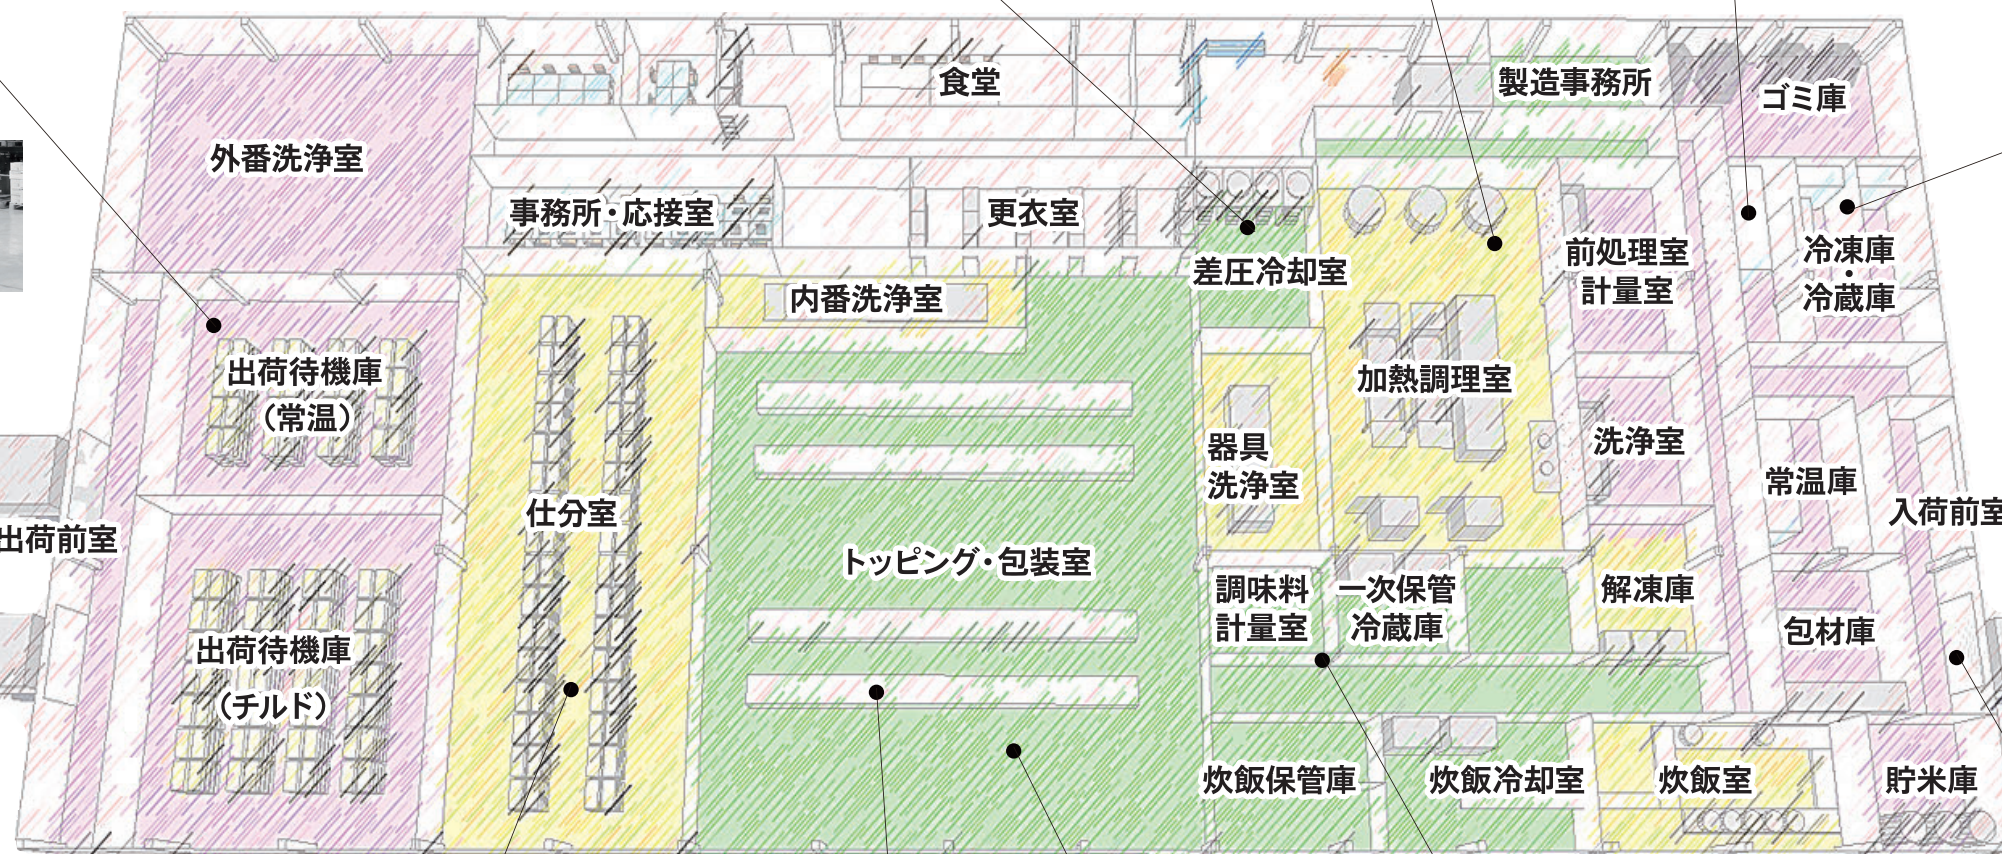 食堂
製造事務所
ゴミ庫
外番洗浄室
事務所・応接室
更衣室
差圧冷却室
前処理室
計量室
冷凍庫
・
冷蔵庫
内番洗浄室
出荷待機庫
（常温）
加熱調理室
器具
洗浄室
洗浄室
常温庫
入荷前室
出荷前室
仕分室
トッピング・包装室
調味料
計量室
一次保管
冷蔵庫
解凍庫
包材庫
出荷待機庫
（チルド）
炊飯保管庫
炊飯冷却室
炊飯室
貯米庫